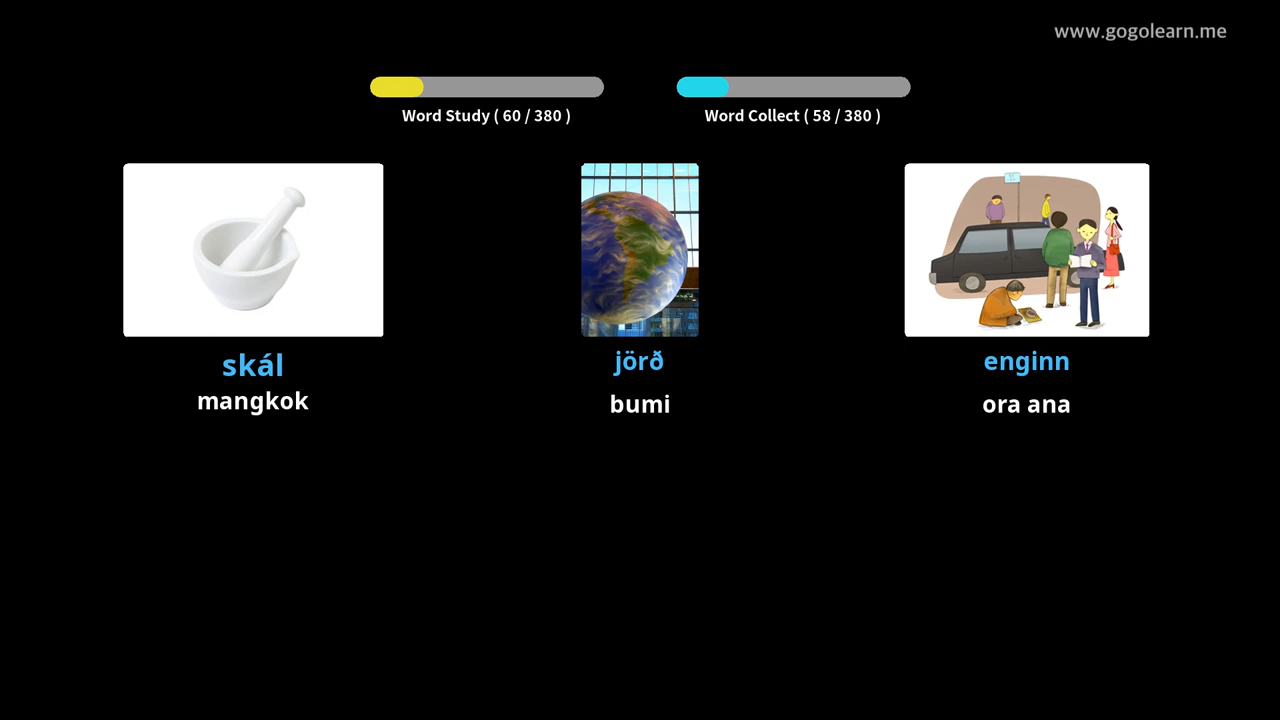 www.gogolearn.me
Word Study ( 60 / 380 )
Word Collect ( 58 / 380 )
skál
mangkok
jörð
bumi
enginn
ora ana